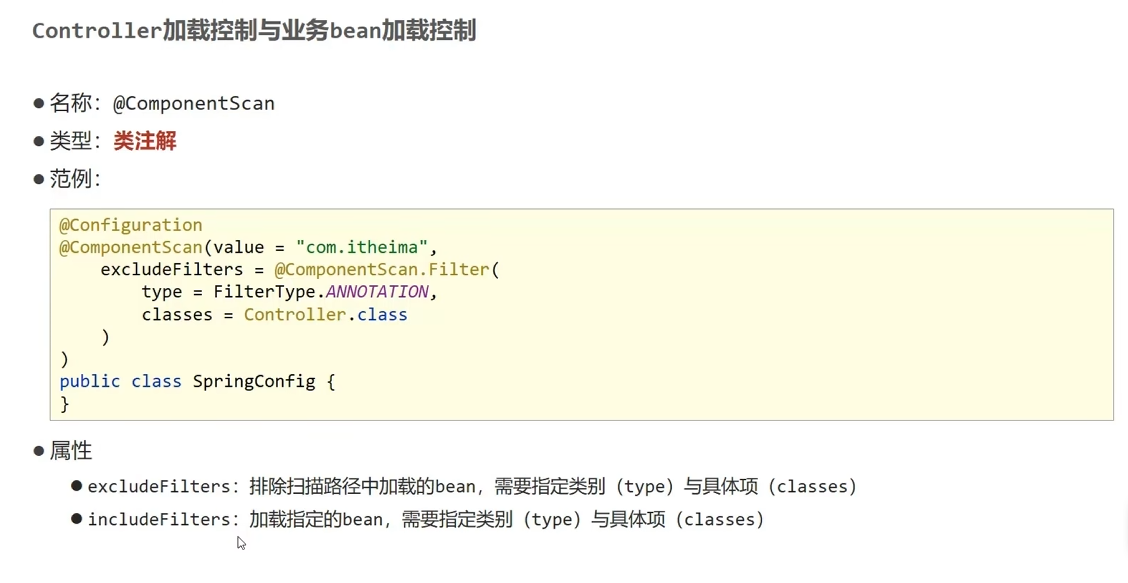 Controller加载控制与业务bean加载控制
● 名称：@ComponentScan
● 类型：类注解
● 范例：
@Configuration
@ComponentScan(value = "com.itheima",
    excludeFilters = @ComponentScan.Filter(
        type = FilterType.ANNOTATION,
        classes = Controller.class
    )
)
public class SpringConfig {
}
● 属性
● excludeFilters：排除扫描路径中加载的bean，需要指定类别（type）与具体项（classes）
● includeFilters：加载指定的bean，需要指定类别（type）与具体项（classes）